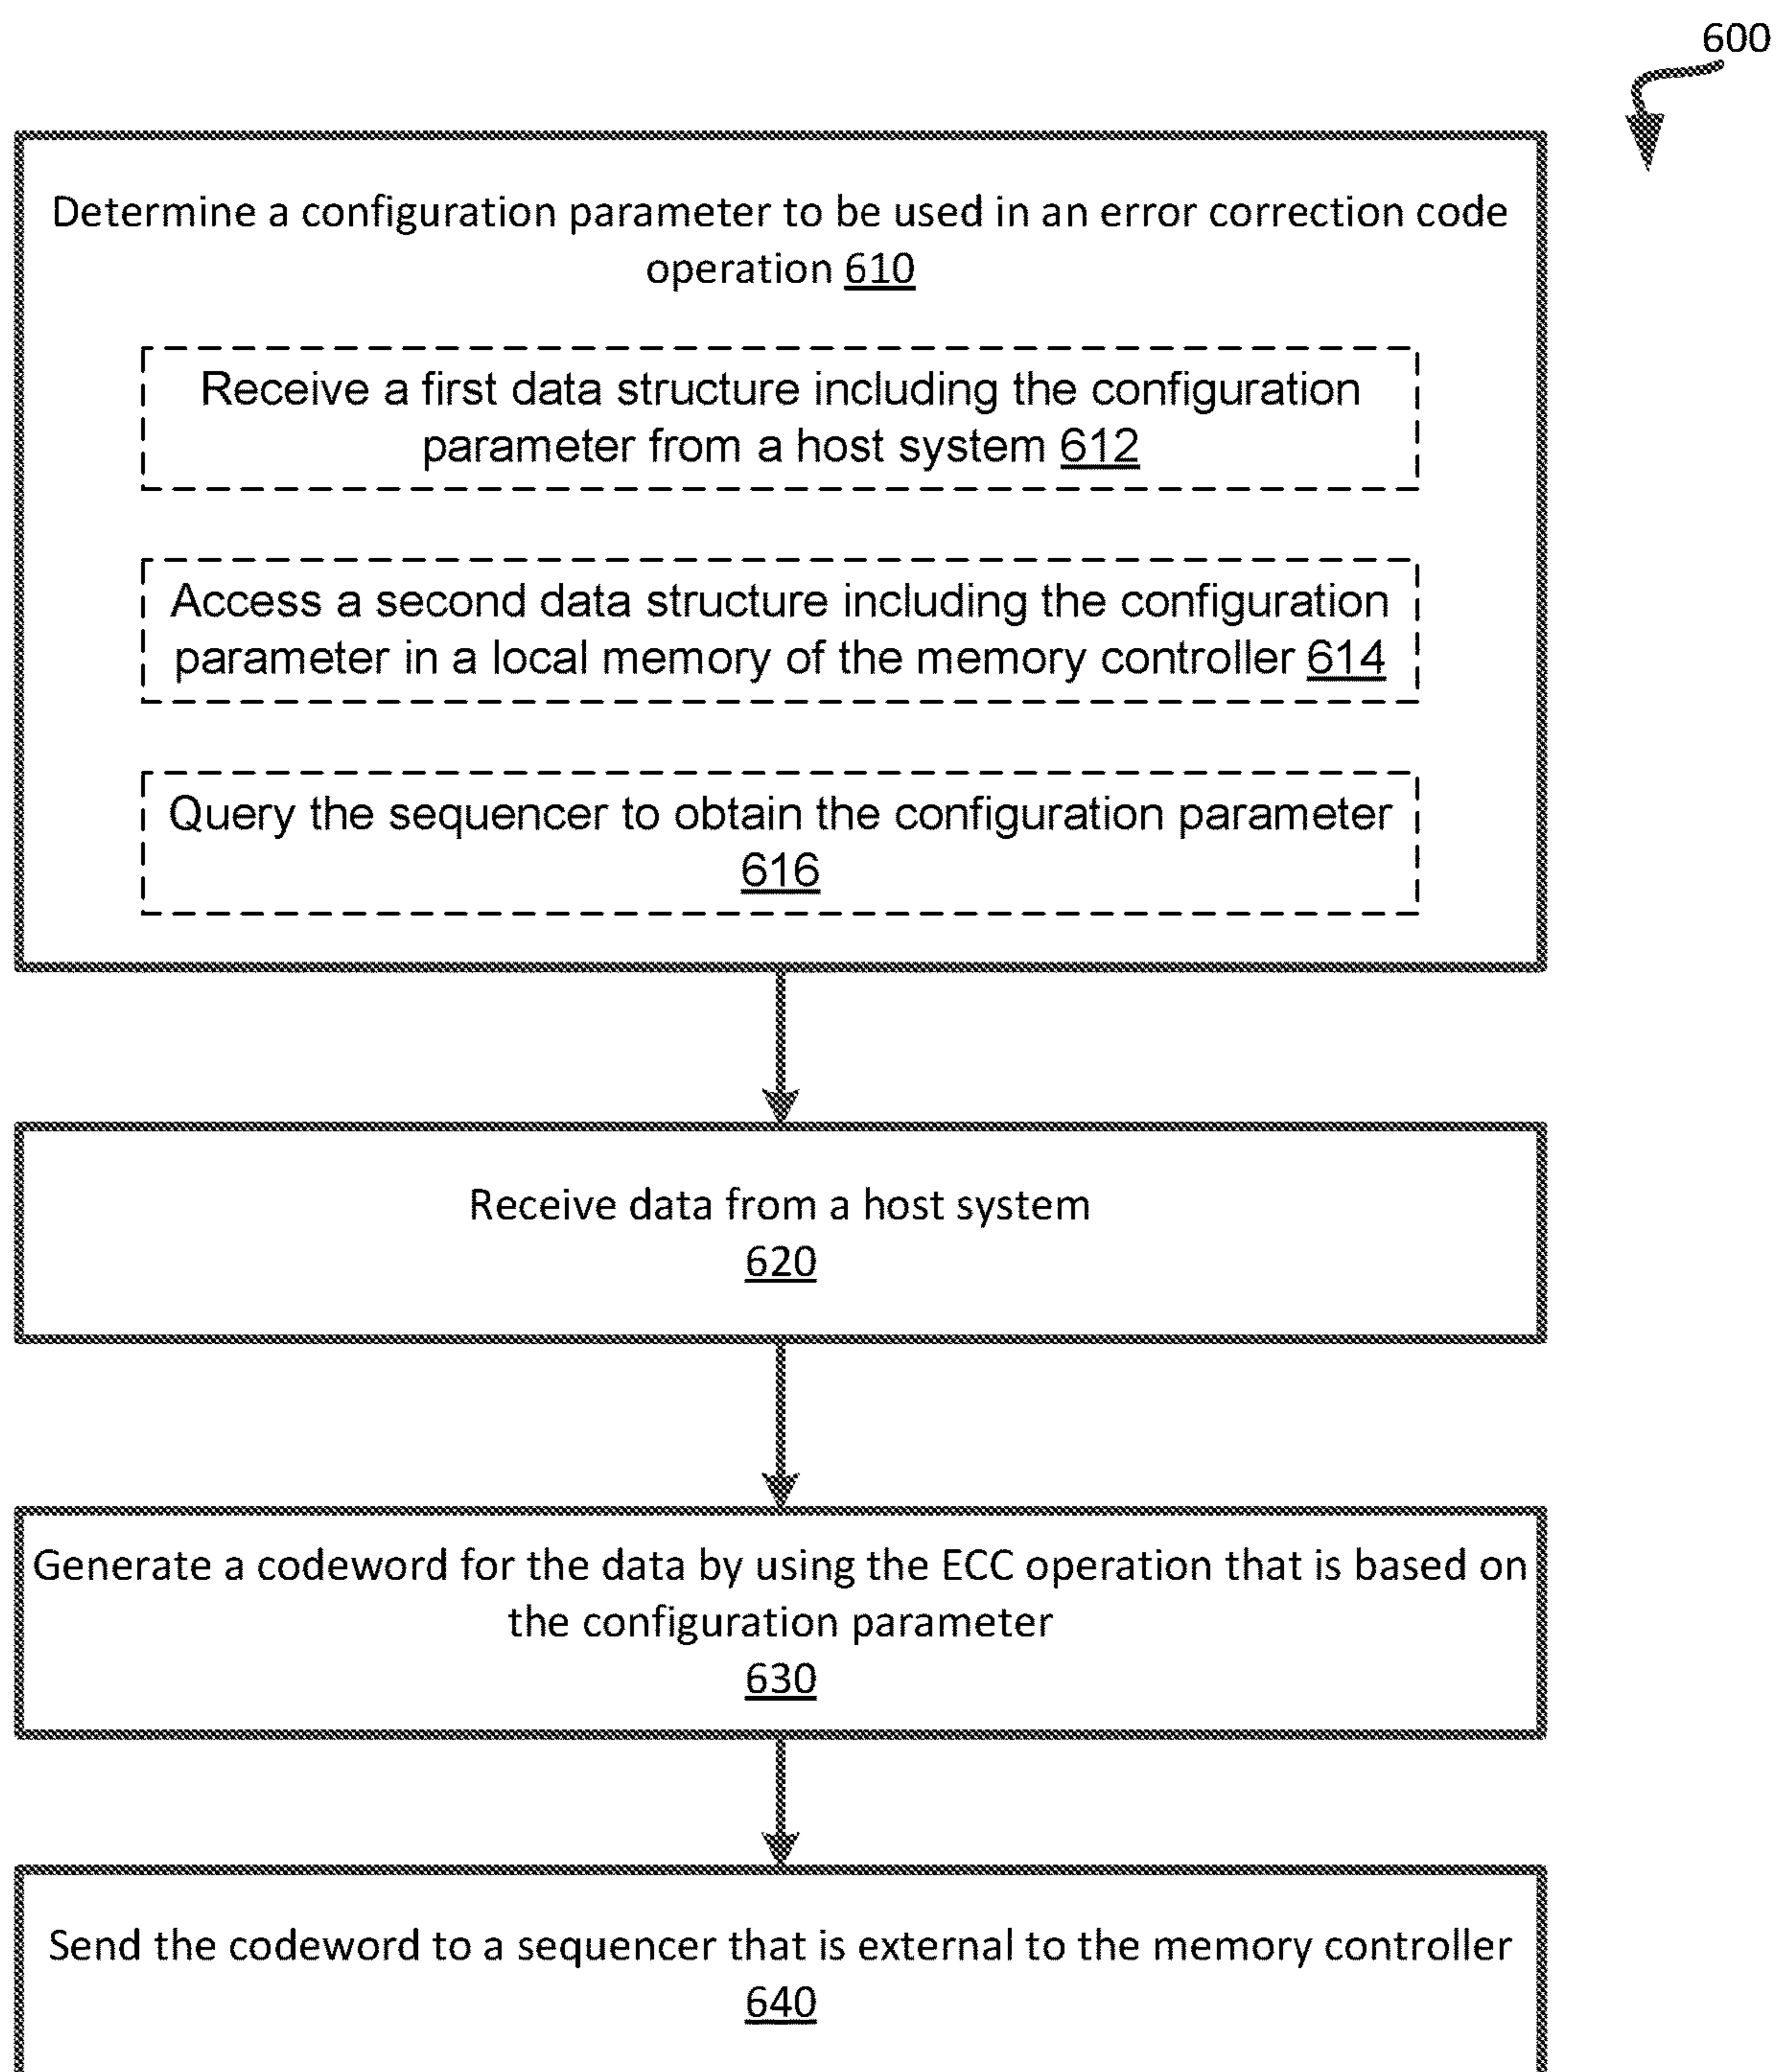 600
Determine a configuration parameter to be used in an error correction code
operation 610
Receive a first data structure including the configuration
parameter from a host system 612
Access a second data structure including the configuration
parameter in a local memory of the memory controller 614
Query the sequencer to obtain the configuration parameter
616
Receive data from a host system
620
Generate a codeword for the data by using the ECC operation that is based on
the configuration parameter
630
Send the codeword to a sequencer that is external to the memory controller
640